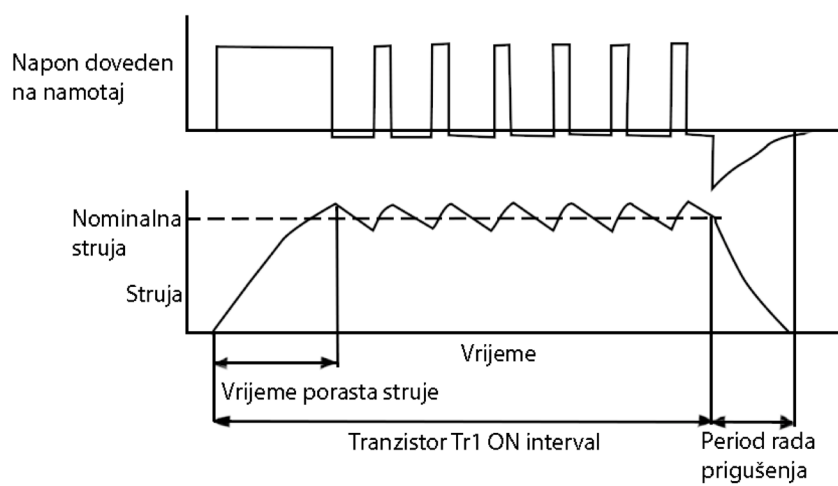 Napon doveden
na namotaj
Nominalna
struja
Struja
Vrijeme
Vrijeme porasta struje
Tranzistor Tr1 ON interval
Period rada
prigušenja